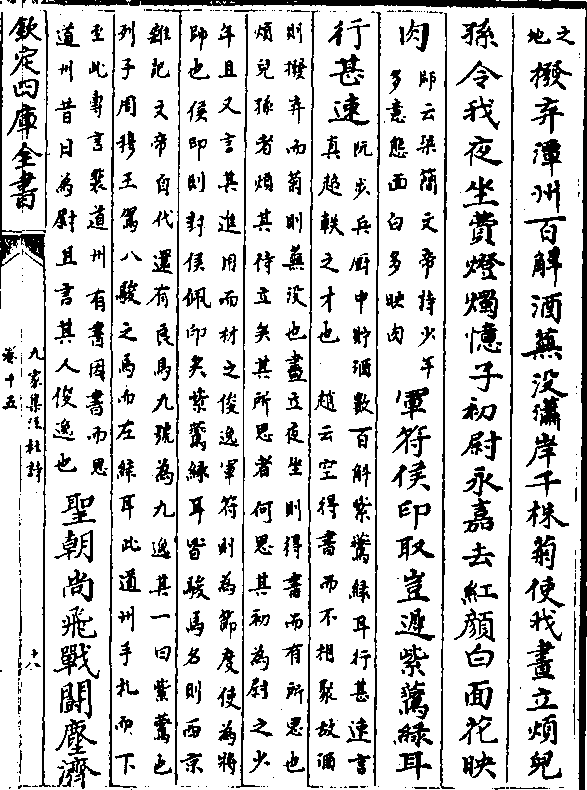 之
地
撥弃潭州百斛酒蕪没瀟岸千株菊使我晝立煩兒
孫令我夜坐費燈燭憶子初尉永嘉去紅顔白面花映
肉
師云梁簡文帝詩少年
多意態面白多映肉
軍符侯印取豈遲紫鷰緑耳
行甚速
阮步兵厨中貯酒數百斛紫鷰緑耳行甚速言
真超軼之才也 趙云空得書而不相聚故酒
則撥弃而菊則蕪没也晝立夜坐則得書而有所思也
煩兒孫者煩其侍立矣其所思者何思其初為尉之少
年且又言其進用而材之俊逸軍符則為節度使為將
帥也侯印則封侯佩印矣紫鷰緑耳皆駿馬名則西京
雜記文帝自代還有良馬九號為九逸其一曰紫鷰也
列子周穆王駕八駿之馬而左緑耳此道州手札而下
至此專言裴道州有書因書而思
道州昔日為尉且言其人俊逸也
聖朝尚飛戰鬬塵濟
欽定四庫全書
九家集注杜詩
卷十五
十八